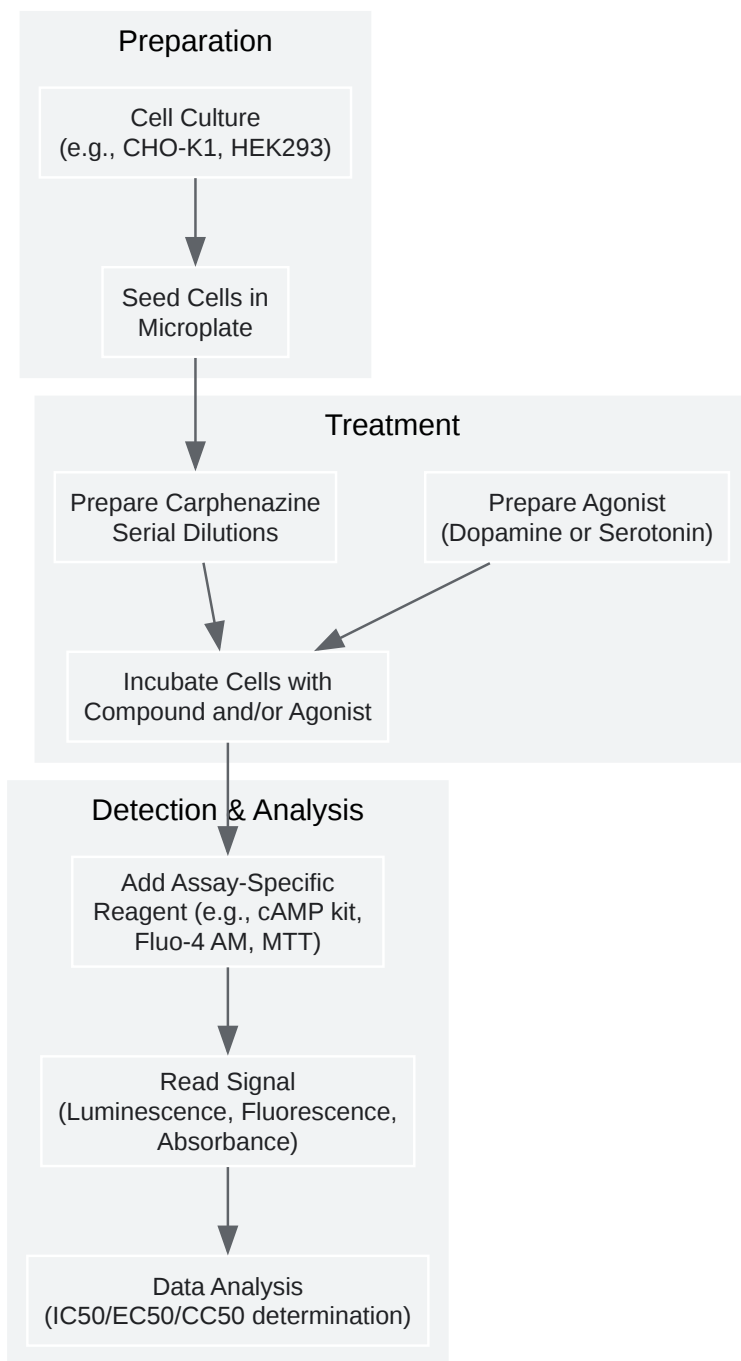 Preparation
Cell Culture
(e.g., CHO-K1, HEK293)
Seed Cells in
Microplate
Treatment
Prepare Carphenazine
Serial Dilutions
Prepare Agonist
(Dopamine or Serotonin)
Incubate Cells with
Compound and/or Agonist
Detection & Analysis
Add Assay-Specific
Reagent (e.g., cAMP kit,
Fluo-4 AM, MTT)
Read Signal
(Luminescence, Fluorescence,
Absorbance)
Data Analysis
(IC50/EC50/CC50 determination)